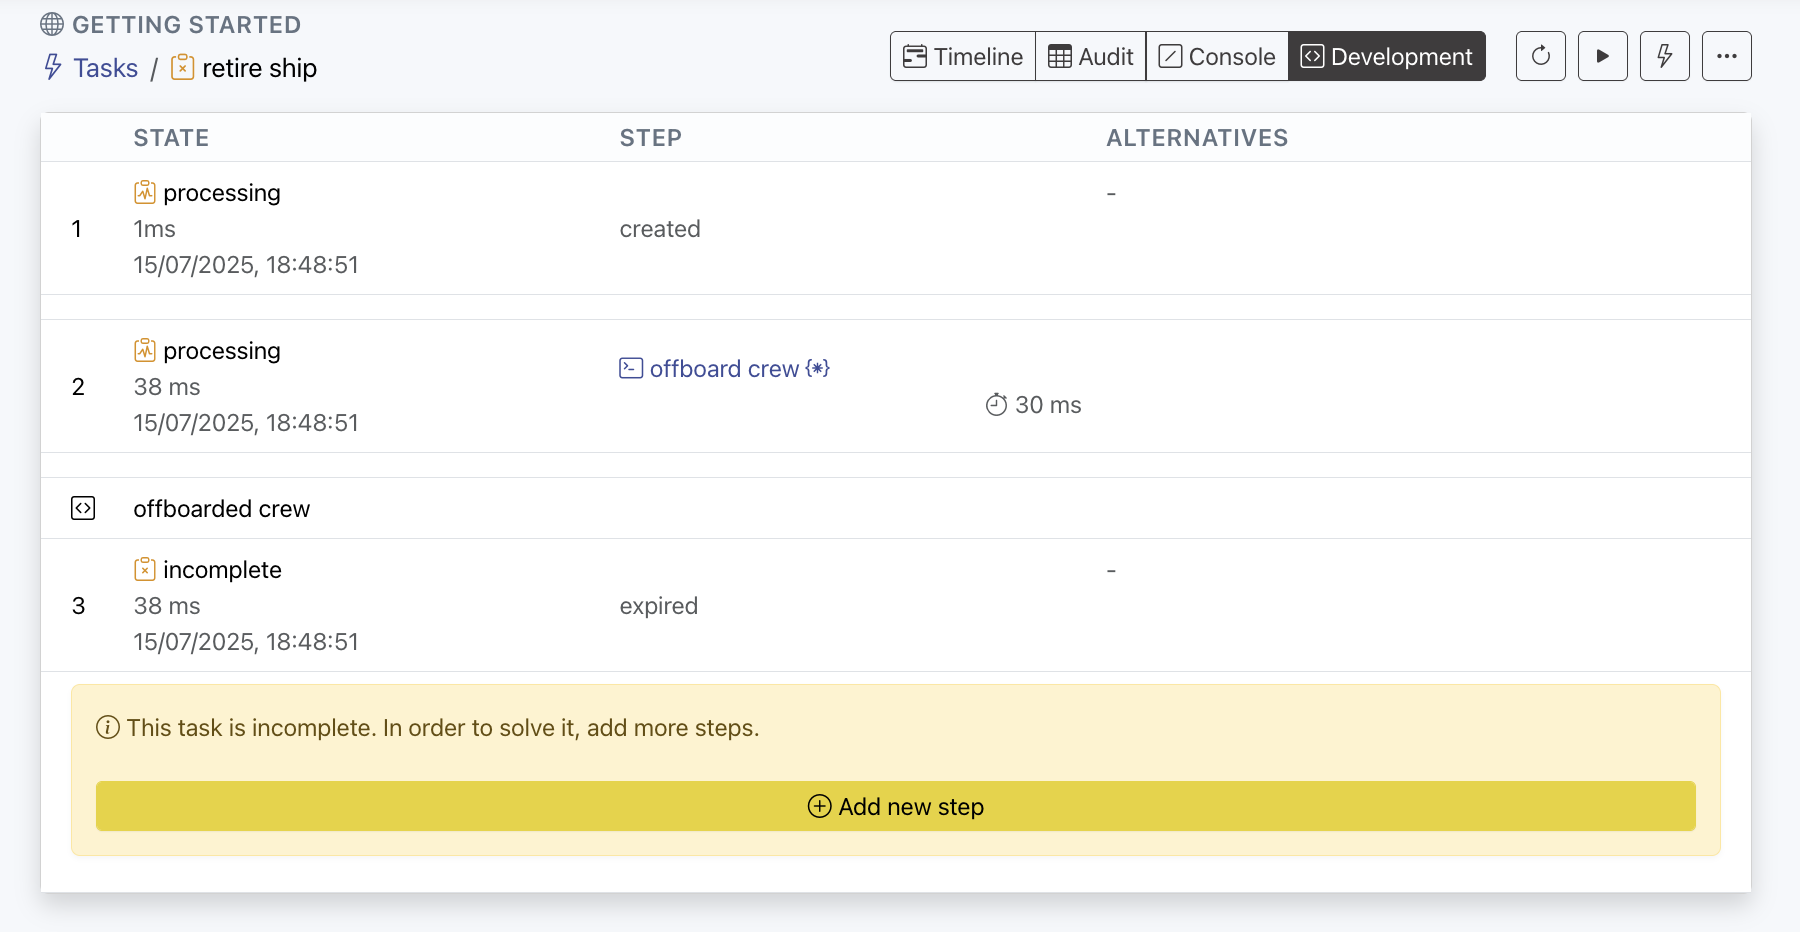 GETTING STARTED
Tasks / retire ship
Timeline Audit Console Development
STATE STEP ALTERNATIVES
processing -
1 1ms created
15/07/2025, 18:48:51
processing
offboard crew {*}
2 38 ms
30 ms
15/07/2025, 18:48:51
offboarded crew
incomplete -
3 38 ms expired
15/07/2025, 18:48:51
This task is incomplete. In order to solve it, add more steps.
Add new step